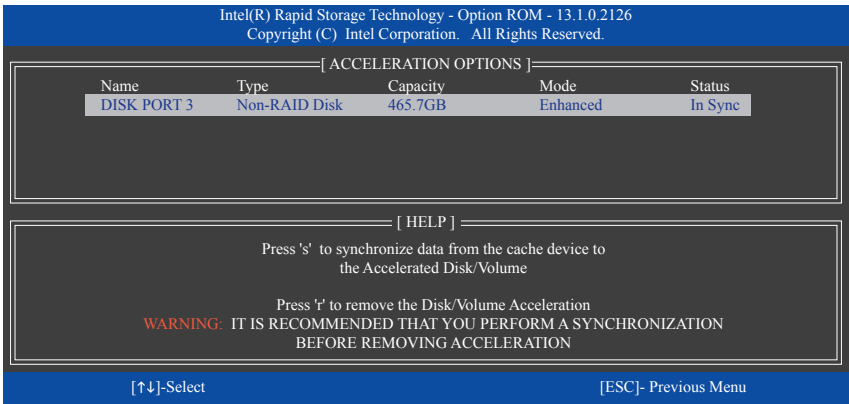 Intel(R) Rapid Storage Technology - Option ROM - 13.1.0.2126
Copyright (C) Intel Corporation. All Rights Reserved.
[ ACCELERATION OPTIONS ]
Name Type Capacity Mode Status
DISK PORT 3 Non-RAID Disk 465.7GB Enhanced In Sync
[ HELP ]
Press 's' to synchronize data from the cache device to
the Accelerated Disk/Volume
Press 'r' to remove the Disk/Volume Acceleration
WARNING: IT IS RECOMMENDED THAT YOU PERFORM A SYNCHRONIZATION
BEFORE REMOVING ACCELERATION
[↑↓]-Select [ESC]- Previous Menu